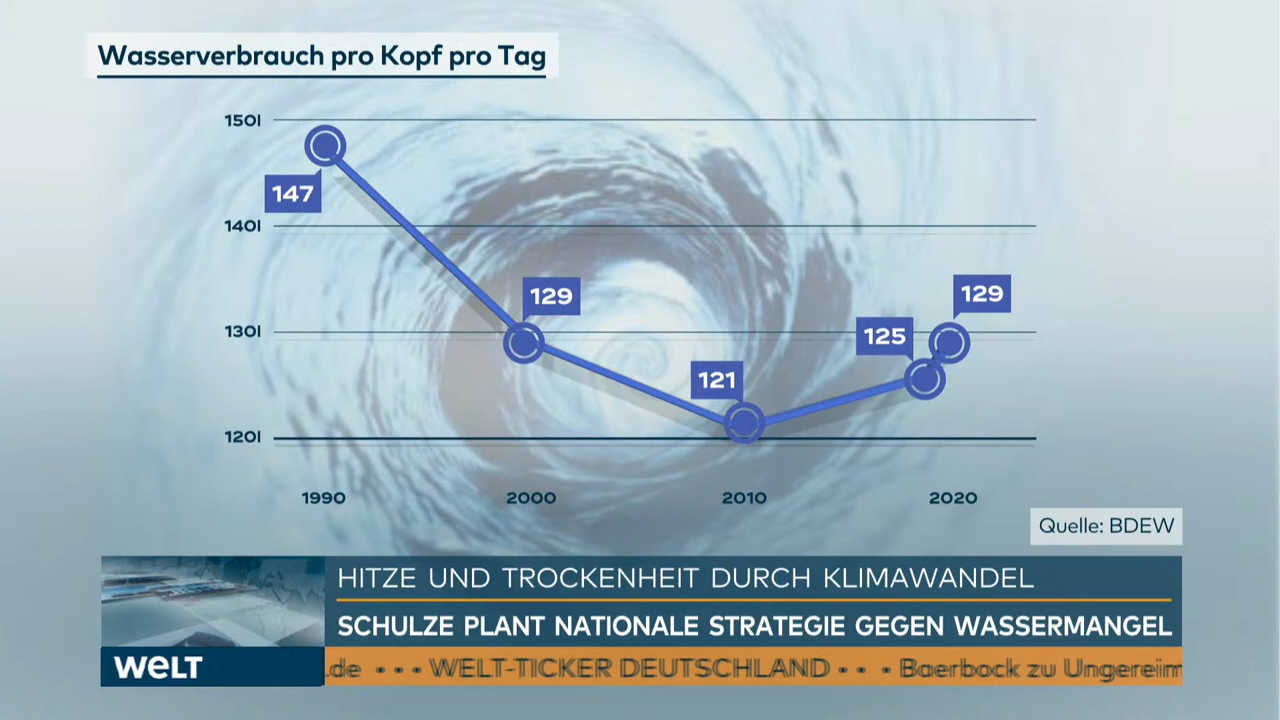 Wasserverbrauch pro Kopf pro Tag
150l
147
140l
129
129
130l
125
121
120l
1990 2000 2010 2020
Quelle: BDEW
HITZE UND TROCKENHEIT DURCH KLIMAWANDEL
SCHULZE PLANT NATIONALE STRATEGIE GEGEN WASSERMANGEL
welt
.de • • • WELT-TICKER DEUTSCHLAND • • • Baerbock zu Ungereim